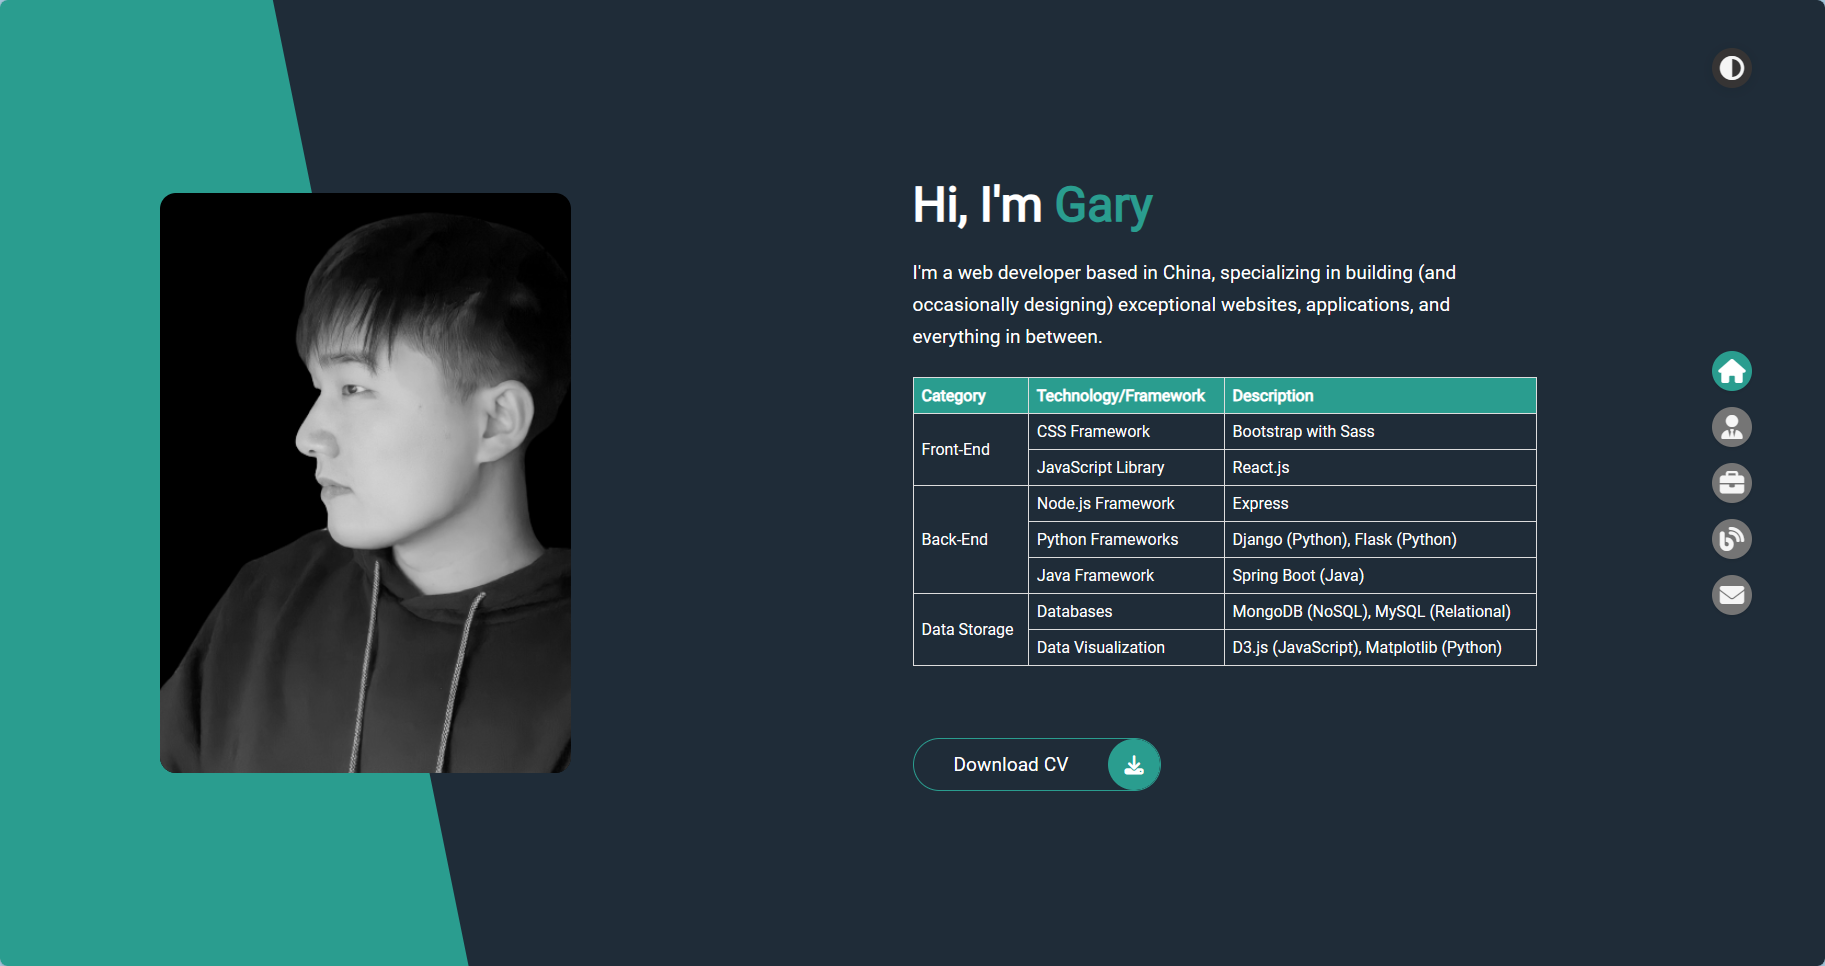 Hi, I'm Gary
I'm a web developer based in China, specializing in building (and
occasionally designing) exceptional websites, applications, and
everything in between.
Category Technology/Framework Description
Front-End CSS Framework Bootstrap with Sass
JavaScript Library React.js
Back-End Node.js Framework Express
Python Frameworks Django (Python), Flask (Python)
Java Framework Spring Boot (Java)
Data Storage Databases MongoDB (NoSQL), MySQL (Relational)
Data Visualization D3.js (JavaScript), Matplotlib (Python)
Download CV